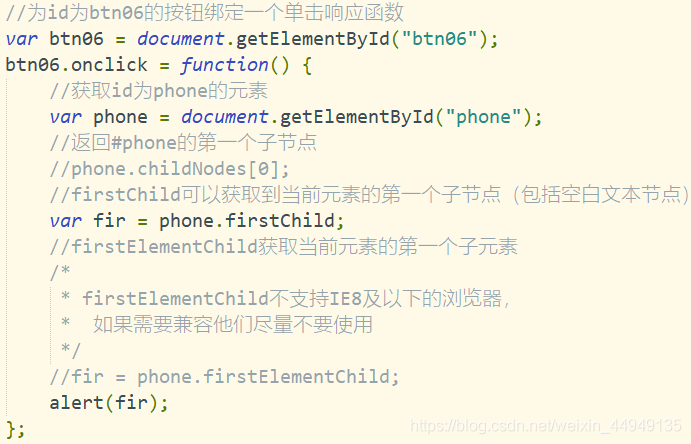 //为id为btn06的按钮绑定一个单击响应函数
var btn06 = document.getElementById("btn06");
btn06.onclick = function() {
//获取id为phone的元素
var phone = document.getElementById("phone");
//返回#phone的第一个子节点
//phone.childNodes[0];
//firstChild可以获取到当前元素的第一个子节点（包括空白文本节点）
var fir = phone.firstChild;
//firstElementChild获取当前元素的第一个子元素
/*
* firstElementChild不支持IE8及以下的浏览器，
* 如果需要兼容他们尽量不要使用
*/
//fir = phone.firstElementChild;
alert(fir);
};
https://blog.csdn.net/weixin_44949135